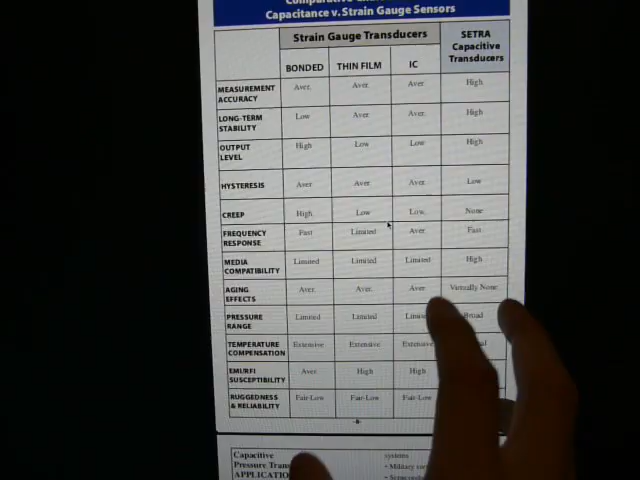 Capacitance v. Strain Gauge Sensors
Strain Gauge Transducers
SETRA
Capacitive
Transducers
BONDED THIN FILM IC
MEASUREMENT
ACCURACY
Aver. Aver. Aver. High
LONG-TERM
STABILITY
Low Aver. Aver. High
OUTPUT
LEVEL
High Low Low High
HYSTERESIS Aver. Aver. Aver. Low
CREEP High Low Low None
FREQUENCY
RESPONSE
Fast Limited Aver. Fast
MEDIA
COMPATIBILITY
Limited Limited Limited High
AGING
EFFECTS
Aver. Aver. Aver. Virtually None
PRESSURE
RANGE
Limited Limited Broad
TEMPERATURE
COMPENSATION
Extensive Extensive Extensive
EMI/RFI
SUSCEPTIBILITY
Aver. High High
RUGGEDNESS
& RELIABILITY
Fair-Low Fair-Low Fair-Low
-8-
Capacitive
Pressure
systems
• Military